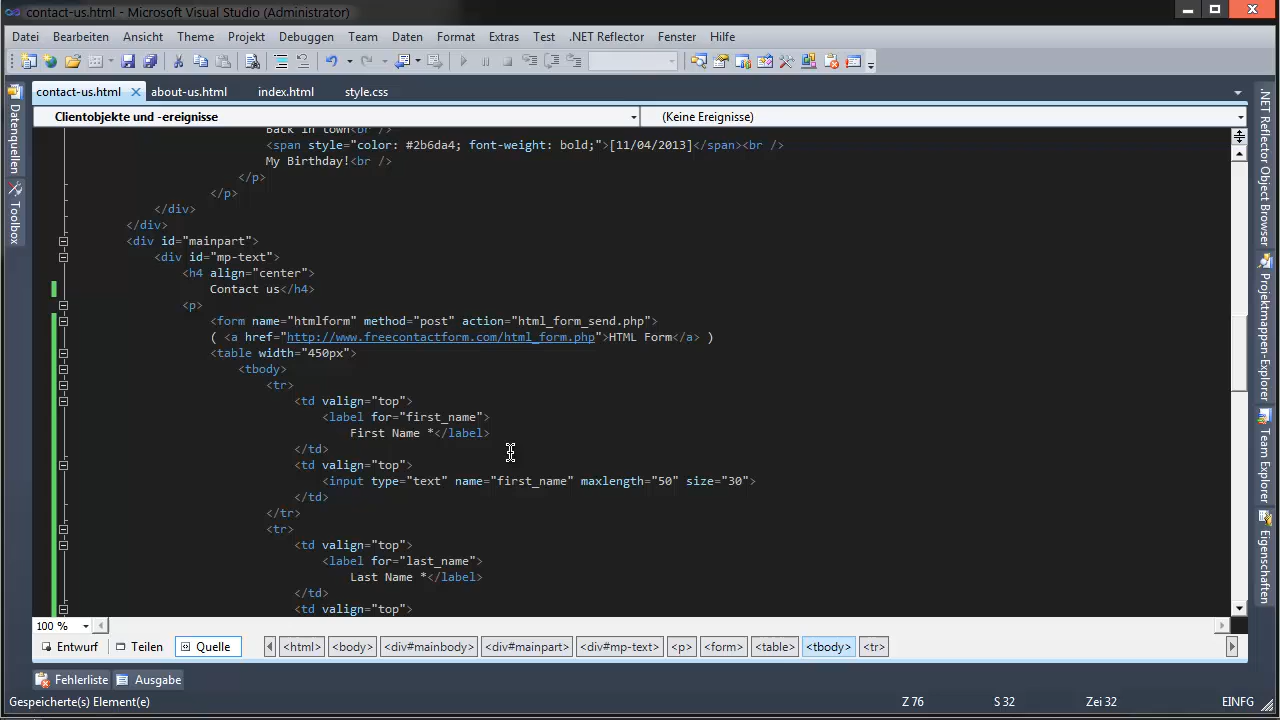 contact-us.html - Microsoft Visual Studio (Administrator)
Datei Bearbeiten Ansicht Theme Projekt Debuggen Team Daten Format Extras Test .NET Reflector Fenster Hilfe
contact-us.html about-us.html index.html style.css
Clientobjekte und -ereignisse (Keine Ereignisse)
Back in town<br />
<span style="color: #2b6da4; font-weight: bold;">[11/04/2013]</span><br />
My Birthday!<br />
</p>
</p>
</div>
</div>
<div id="mainpart">
<div id="mp-text">
<h4 align="center">
Contact us</h4>
<p>
<form name="htmlform" method="post" action="html_form_send.php">
( <a href="http://www.freecontactform.com/html_form.php">HTML Form</a> )
<table width="450px">
<tbody>
<tr>
<td valign="top">
<label for="first_name">
First Name *</label>
</td>
<td valign="top">
<input type="text" name="first_name" maxlength="50" size="30">
</td>
</tr>
<tr>
<td valign="top">
<label for="last_name">
Last Name *</label>
</td>
<td valign="top">
100 %
Entwurf Teilen Quelle <html> <body> <div#mainbody> <div#mainpart> <div#mp-text> <p> <form> <table> <tbody> <tr>
Fehlerliste Ausgabe
Gespeicherte(s) Element(e) Z 76 S 32 Zei 32 EINFG
Datenquellen
Toolbox
.NET Reflector Object Browser
Projektmappen-Explorer
Team Explorer
Eigenschaften